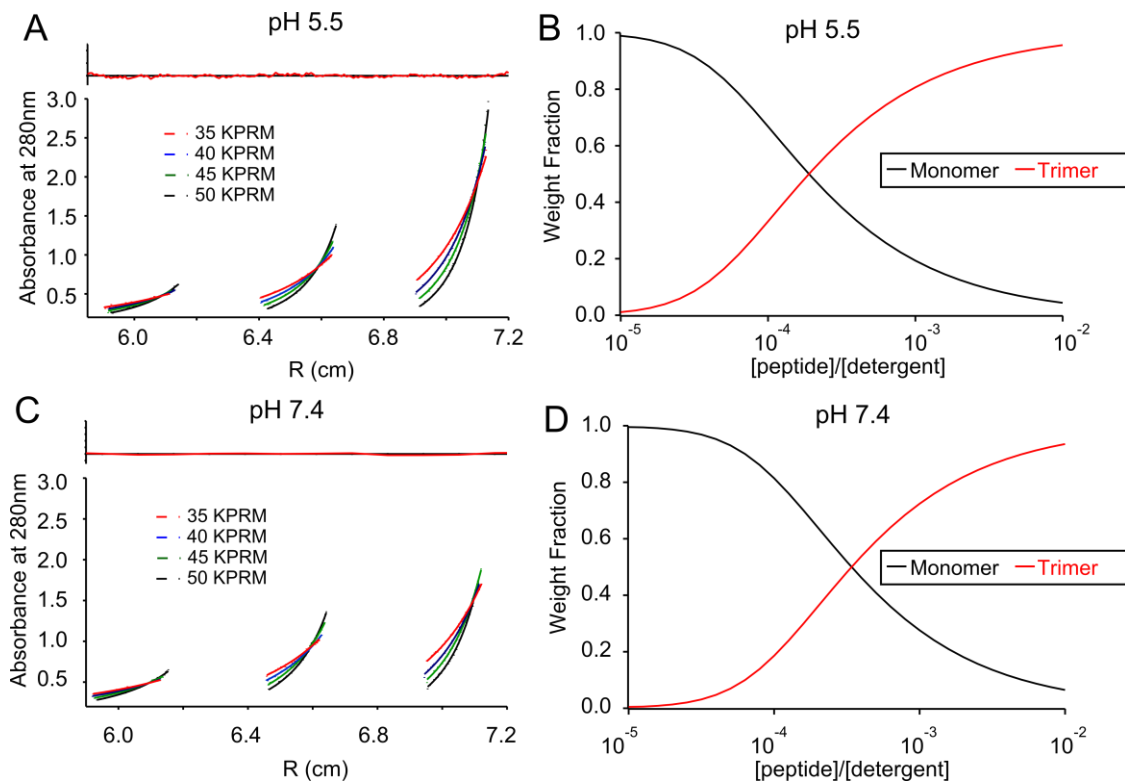 A
pH 5.5
Absorbance at 280nm
3.0
2.5
2.0
1.5
1.0
0.5
35 KPRM
40 KPRM
45 KPRM
50 KPRM
6.0 6.4 6.8 7.2
R (cm)
B
pH 5.5
Weight Fraction
1.0
0.8
0.6
0.4
0.2
0.0
Monomer Trimer
10⁻⁵ 10⁻⁴ 10⁻³ 10⁻²
[peptide]/[detergent]
C
pH 7.4
Absorbance at 280nm
3.0
2.5
2.0
1.5
1.0
0.5
35 KPRM
40 KPRM
45 KPRM
50 KPRM
6.0 6.4 6.8 7.2
R (cm)
D
pH 7.4
Weight Fraction
1.0
0.8
0.6
0.4
0.2
0.0
Monomer Trimer
10⁻⁵ 10⁻⁴ 10⁻³ 10⁻²
[peptide]/[detergent]